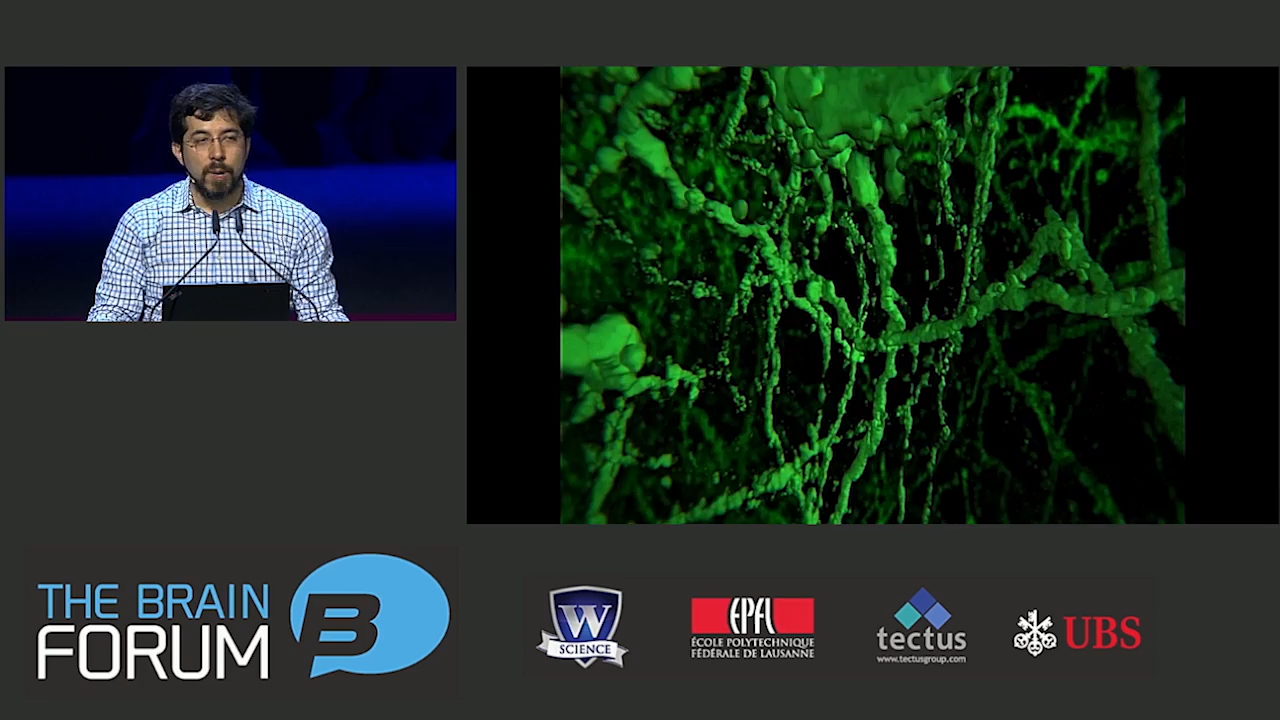 THE BRAIN
FORUM
B
W
SCIENCE
EPFL
ÉCOLE POLYTECHNIQUE
FÉDÉRALE DE LAUSANNE
tectus
www.tectusgroup.com
UBS